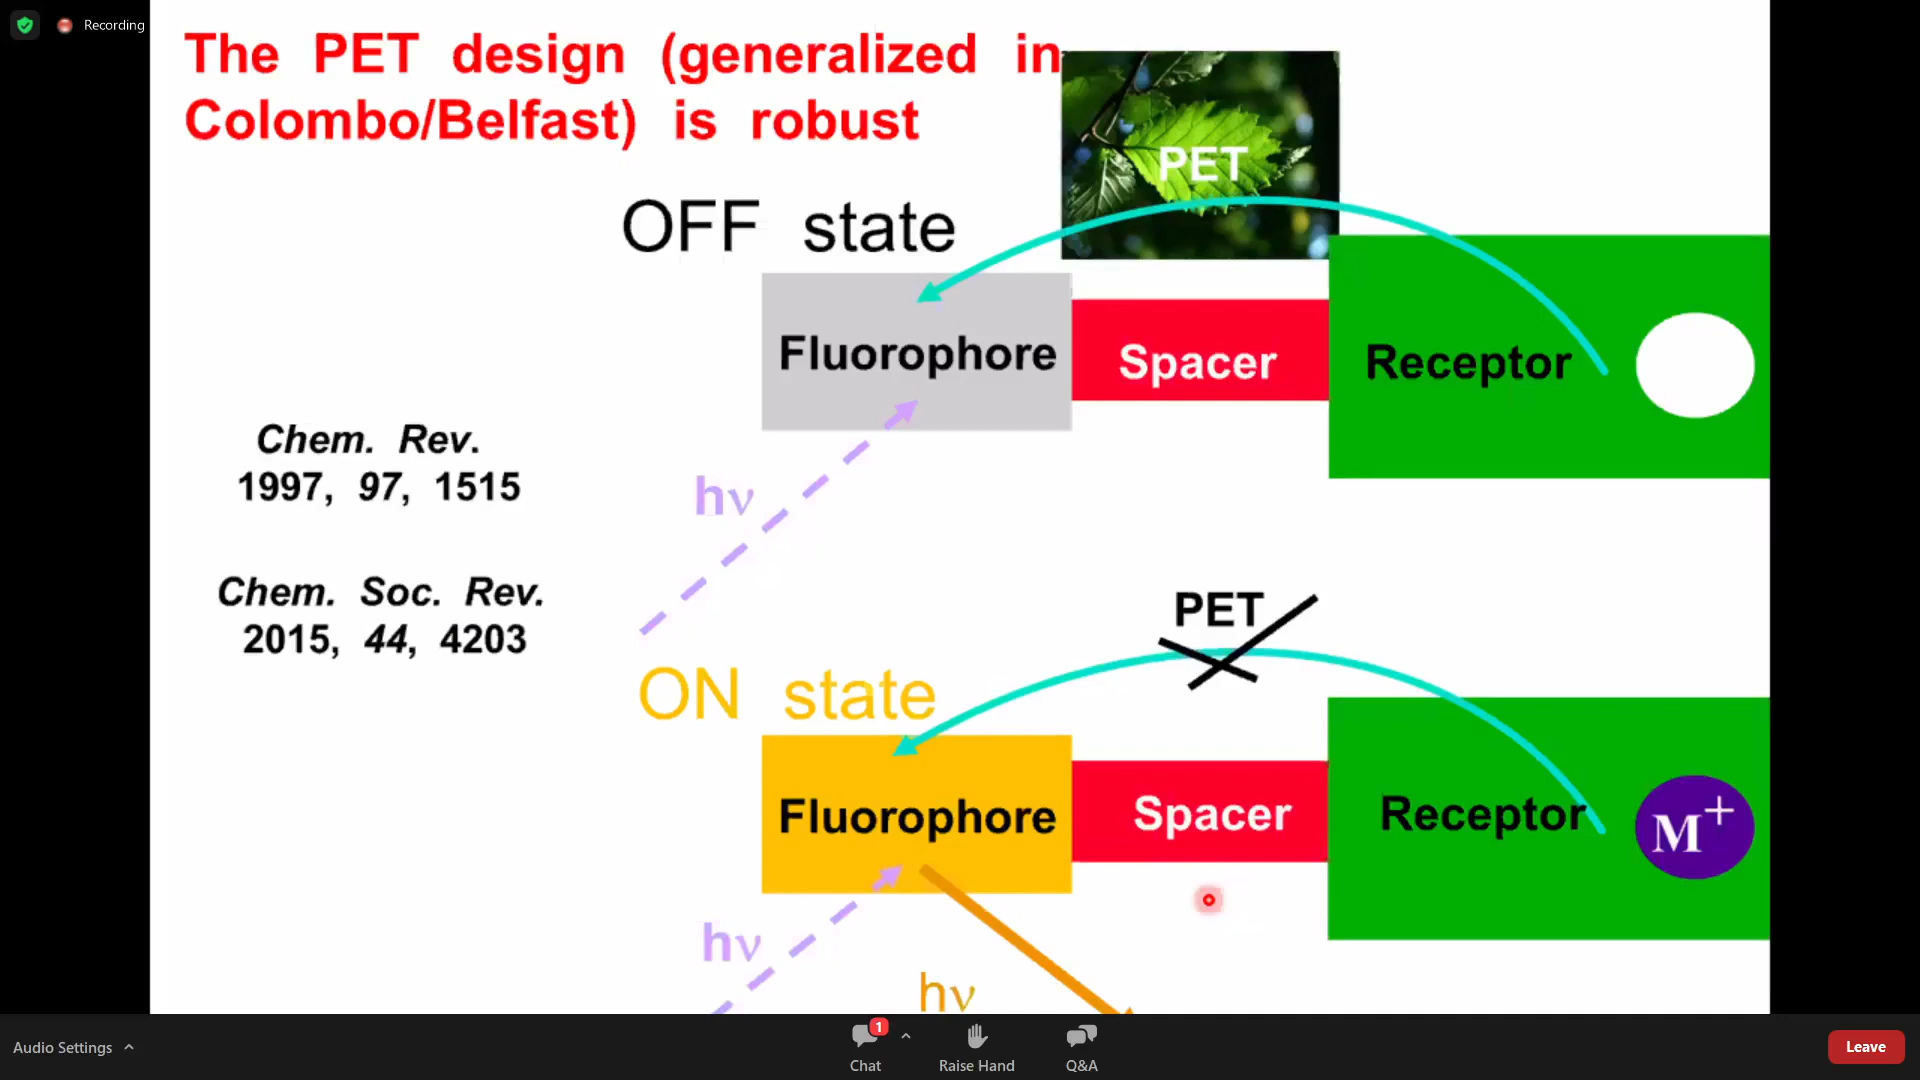 Recording
The PET design (generalized in
Colombo/Belfast) is robust
PET
OFF state
Fluorophore
Spacer
Receptor
Chem. Rev.
1997, 97, 1515
hν
Chem. Soc. Rev.
2015, 44, 4203
PET
ON state
Fluorophore
Spacer
Receptor
M+
hν
hν
Audio Settings
1
Chat
Raise Hand
Q&A
Leave